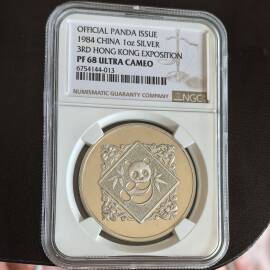 OFFICIAL PANDA ISSUE
1984 CHINA 1oz SILVER
3RD HONG KONG EXPOSITION
PF 68 ULTRA CAMEO
6754144-013
NUMISMATIC GUARANTY COMPANY
NGC